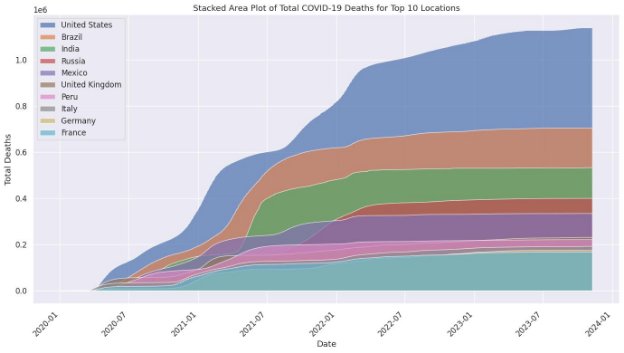 Stacked Area Plot of Total COVID-19 Deaths for Top 10 Locations
1e6
United States
Brazil
India
Russia
Mexico
United Kingdom
Peru
Italy
Germany
France
Total Deaths
1.0
0.8
0.6
0.4
0.2
0.0
2020-01
2020-07
2021-01
2021-07
2022-01
2022-07
2023-01
2023-07
2024-01
Date